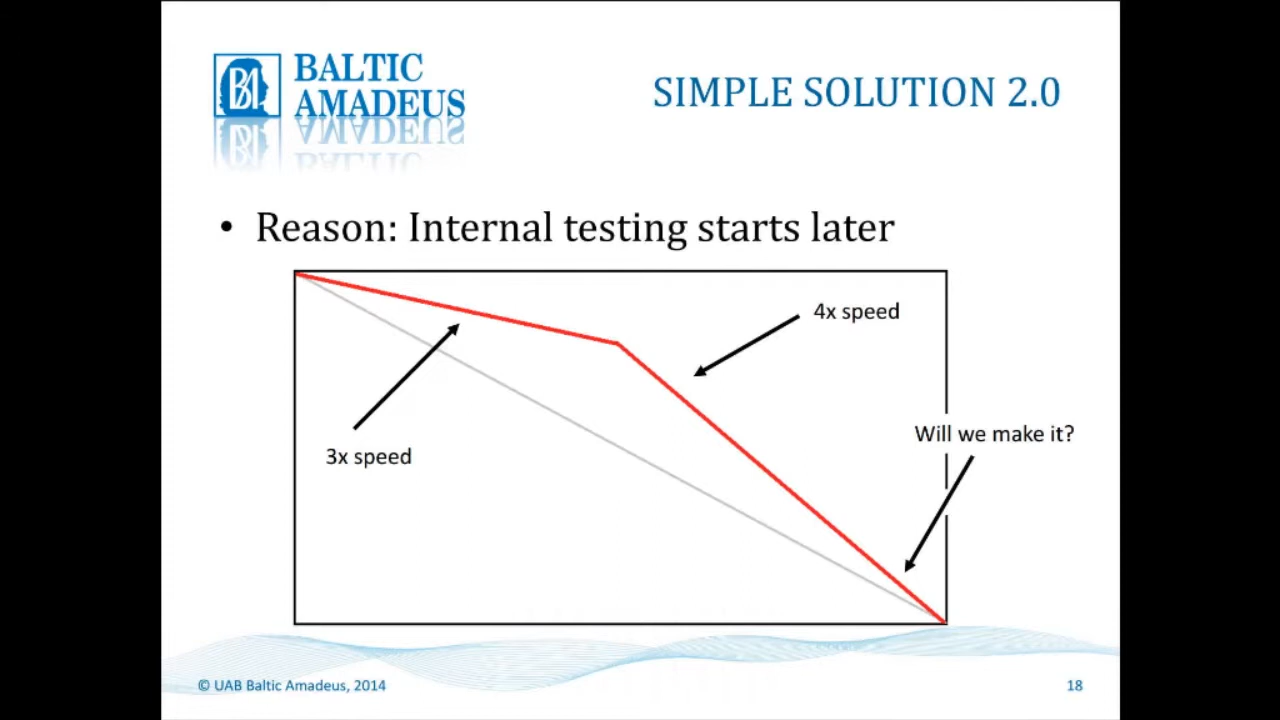 BALTIC
AMADEUS
SIMPLE SOLUTION 2.0
• Reason: Internal testing starts later
4x speed
Will we make it?
3x speed
© UAB Baltic Amadeus, 2014
18